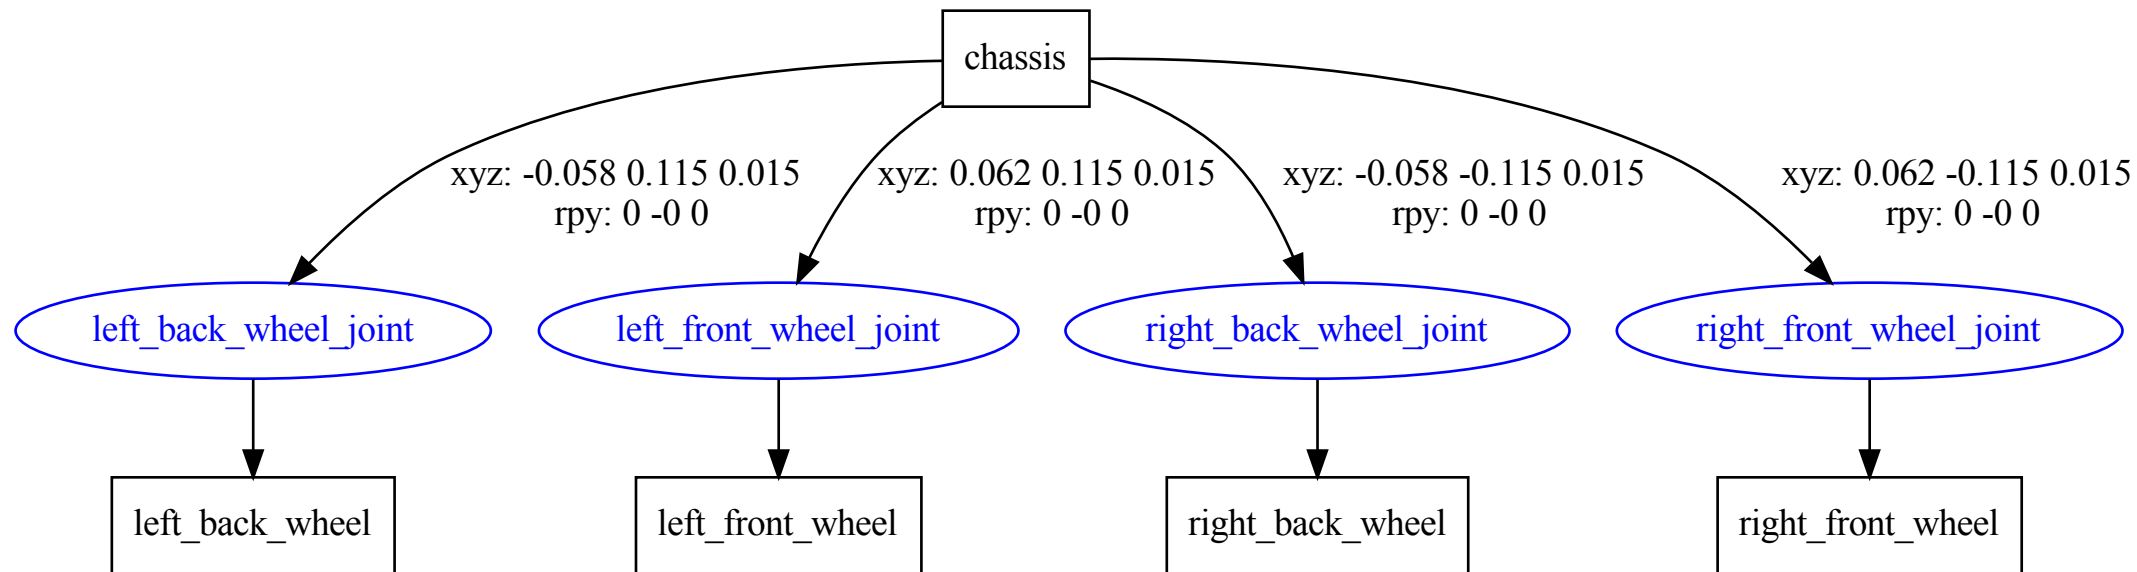 chassis
xyz: -0.058 0.115 0.015
rpy: 0 -0 0
xyz: 0.062 0.115 0.015
rpy: 0 -0 0
xyz: -0.058 -0.115 0.015
rpy: 0 -0 0
xyz: 0.062 -0.115 0.015
rpy: 0 -0 0
left_back_wheel_joint
left_front_wheel_joint
right_back_wheel_joint
right_front_wheel_joint
left_back_wheel
left_front_wheel
right_back_wheel
right_front_wheel